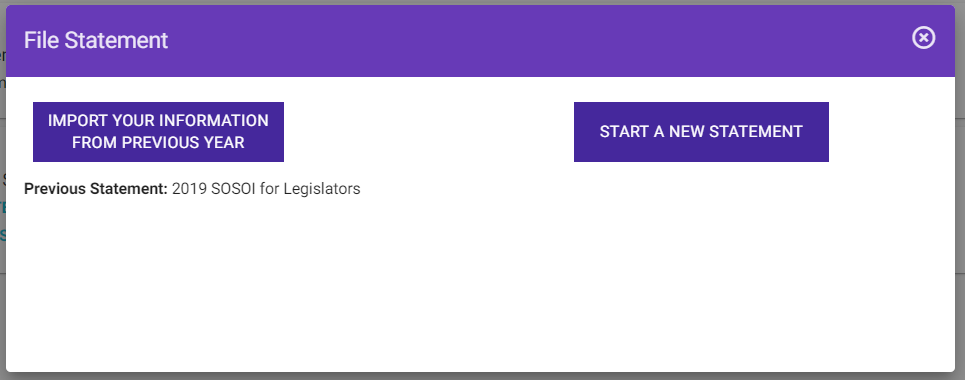 File Statement
IMPORT YOUR INFORMATION
FROM PREVIOUS YEAR
START A NEW STATEMENT
Previous Statement: 2019 SOSOI for Legislators